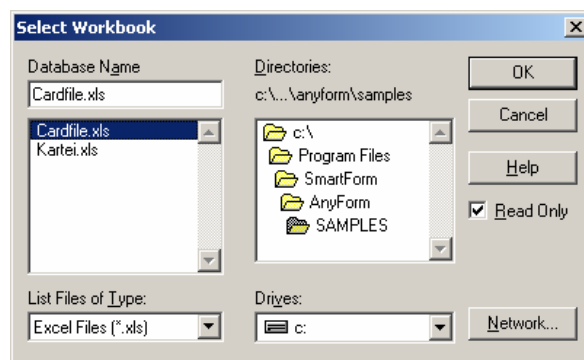 Select Workbook
Database Name
Cardfile.xls
Cardfile.xls
Kartei.xls
List Files of Type:
Excel Files (*.xls)
Directories:
c:\...\anyform\samples
c:\
Program Files
SmartForm
AnyForm
SAMPLES
Drives:
c:
OK
Cancel
Help
Read Only
Network...